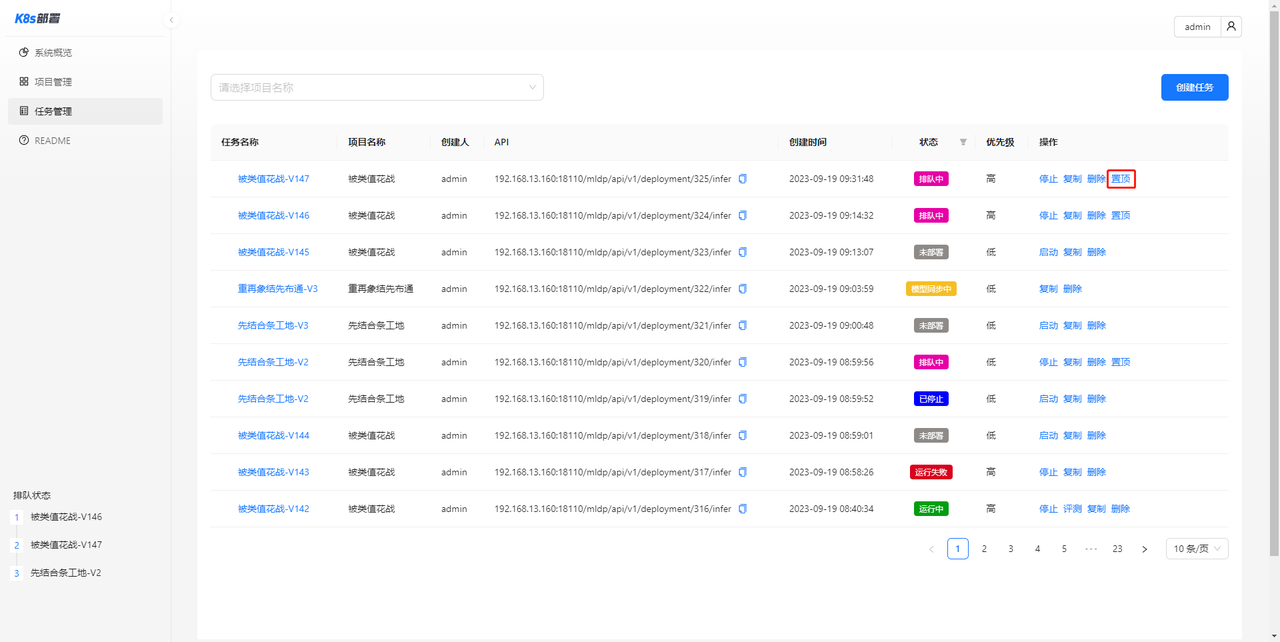 K8s部署
系统概览
项目管理
任务管理
README
admin
请选择项目名称
创建任务
任务名称 项目名称 创建人 API 创建时间 状态 优先级 操作
被类值花战-V147 被类值花战 admin 192.168.13.160:18110/mldp/api/v1/deployment/325/infer 2023-09-19 09:31:48 排队中 高 停止 复制 删除 置顶
被类值花战-V146 被类值花战 admin 192.168.13.160:18110/mldp/api/v1/deployment/324/infer 2023-09-19 09:14:32 排队中 高 停止 复制 删除 置顶
被类值花战-V145 被类值花战 admin 192.168.13.160:18110/mldp/api/v1/deployment/323/infer 2023-09-19 09:13:07 未部署 低 启动 复制 删除
重再象结先布通-V3 重再象结先布通 admin 192.168.13.160:18110/mldp/api/v1/deployment/322/infer 2023-09-19 09:03:59 模型同步中 低 复制 删除
先结合条工地-V3 先结合条工地 admin 192.168.13.160:18110/mldp/api/v1/deployment/321/infer 2023-09-19 09:00:48 未部署 低 启动 复制 删除
先结合条工地-V2 先结合条工地 admin 192.168.13.160:18110/mldp/api/v1/deployment/320/infer 2023-09-19 08:59:56 排队中 低 停止 复制 删除 置顶
先结合条工地-V2 先结合条工地 admin 192.168.13.160:18110/mldp/api/v1/deployment/319/infer 2023-09-19 08:59:52 已停止 低 启动 复制 删除
被类值花战-V144 被类值花战 admin 192.168.13.160:18110/mldp/api/v1/deployment/318/infer 2023-09-19 08:59:01 未部署 低 启动 复制 删除
被类值花战-V143 被类值花战 admin 192.168.13.160:18110/mldp/api/v1/deployment/317/infer 2023-09-19 08:58:26 运行失败 高 停止 复制 删除
被类值花战-V142 被类值花战 admin 192.168.13.160:18110/mldp/api/v1/deployment/316/infer 2023-09-19 08:40:34 运行中 高 停止 评测 复制 删除
1 2 3 4 5 ··· 23 10 条/页
排队状态
1 被类值花战-V146
2 被类值花战-V147
3 先结合条工地-V2